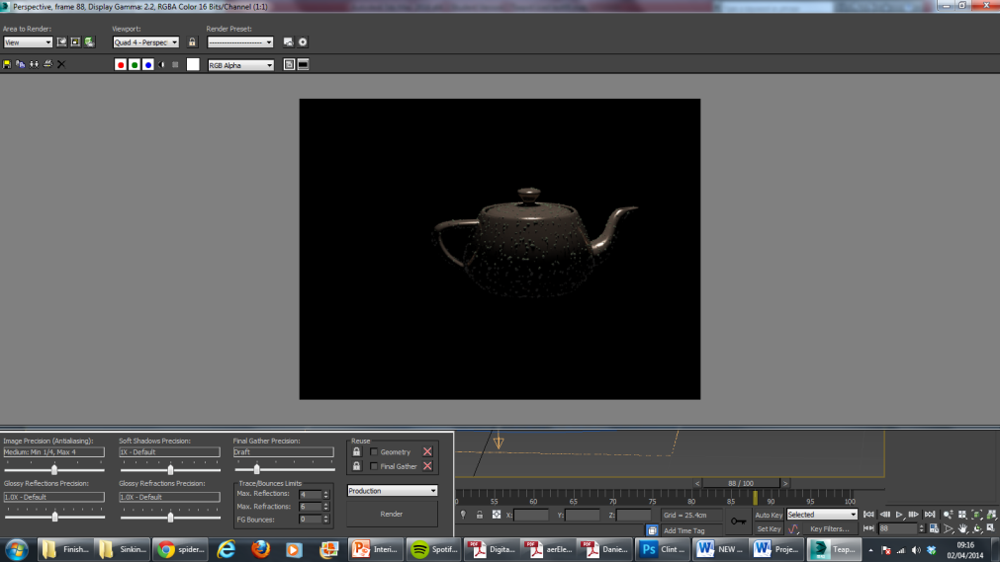 Perspective, frame 88, Display Gamma: 2.2, RGBA Color 16 Bits/Channel (1:1)
Area to Render:
Viewport:
Render Preset:
View
Quad 4 - Perspec
RGB Alpha
Image Precision (Antialiasing):
Soft Shadows Precision:
Final Gather Precision:
Reuse
Medium: Min 1/4, Max 4
1X - Default
Draft
Geometry
Final Gather
Glossy Reflections Precision:
Glossy Refractions Precision:
Trace/Bounces Limits
1.0X - Default
1.0X - Default
Max. Reflections: 4
Max. Refractions: 6
FG Bounces: 0
Production
Render
88 / 100
0 55 60 65 70 75 80 85 90 95 100
X: Y: Z: Grid = 25.4cm
Auto Key
Selected
Add Time Tag
Set Key
Key Filters...
88
Finish...
Sinkin...
spider...
Interi...
Spotif...
Digita...
aerEle...
Danie...
Clint ...
NEW ...
Proje...
Teap...
09:16
02/04/2014